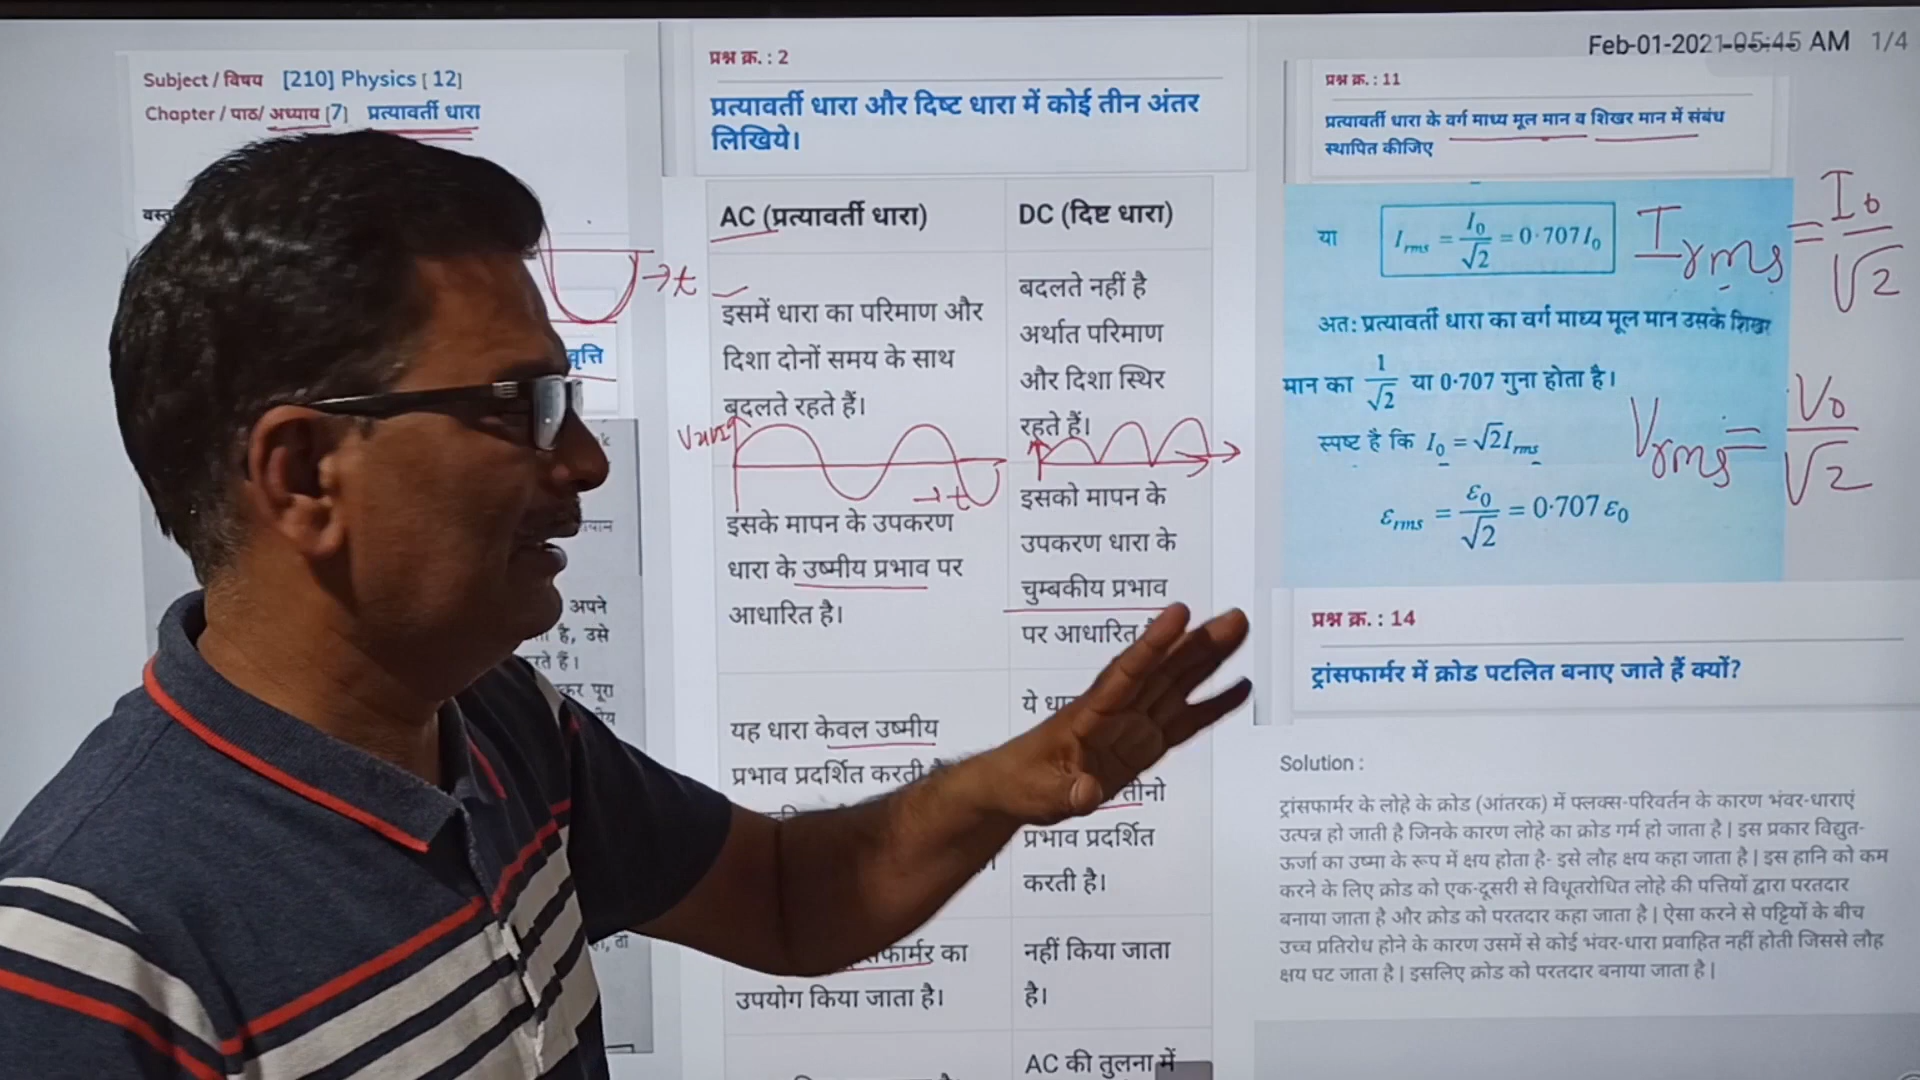 Feb-01-2021-05:45 AM 1/4
Subject / विषय [210] Physics [ 12]
Chapter / पाठ/ अध्याय [7] प्रत्यावर्ती धारा
→ t
अपने
है, उसे
प्रश्न क्र. : 2
प्रत्यावर्ती धारा और दिष्ट धारा में कोई तीन अंतर
लिखिये।
AC (प्रत्यावर्ती धारा)
इसमें धारा का परिमाण और
दिशा दोनों समय के साथ
बदलते रहते हैं।
→ t
इसके मापन के उपकरण
धारा के उष्मीय प्रभाव पर
आधारित है।
यह धारा केवल उष्मीय
प्रभाव प्रदर्शित करती
का
उपयोग किया जाता है।
DC (दिष्ट धारा)
बदलते नहीं है
अर्थात परिमाण
और दिशा स्थिर
रहते हैं।
इसको मापन के
उपकरण धारा के
चुम्बकीय प्रभाव
पर आधारित
ये
तीनो
प्रभाव प्रदर्शित
करती है।
नहीं किया जाता
है।
AC की तुलना में
प्रश्न क्र. : 11
प्रत्यावर्ती धारा के वर्ग माध्य मूल मान व शिखर मान में संबंध
स्थापित कीजिए
या I_rms = I_0/√2 = 0·707 I_0
I_rms = I_0/√2
अत: प्रत्यावर्ती धारा का वर्ग माध्य मूल मान उसके शिखर
मान का 1/√2 या 0·707 गुना होता है।
स्पष्ट है कि I_0 = √2 I_rms
V_rms = V_0/√2
ε_rms = ε_0/√2 = 0·707 ε_0
प्रश्न क्र. : 14
ट्रांसफार्मर में क्रोड पटलित बनाए जाते हैं क्यों?
Solution :
ट्रांसफार्मर के लोहे के क्रोड (आंतरक) में फ्लक्स-परिवर्तन के कारण भंवर-धाराएं
उत्पन्न हो जाती है जिनके कारण लोहे का क्रोड गर्म हो जाता है | इस प्रकार विद्युत-
ऊर्जा का उष्मा के रूप में क्षय होता है- इसे लौह क्षय कहा जाता है | इस हानि को कम
करने के लिए क्रोड को एक-दूसरी से विधूतरोधित लोहे की पत्तियों द्वारा परतदार
बनाया जाता है और क्रोड को परतदार कहा जाता है | ऐसा करने से पट्टियों के बीच
उच्च प्रतिरोध होने के कारण उसमें से कोई भंवर-धारा प्रवाहित नहीं होती जिससे लौह
क्षय घट जाता है | इसलिए क्रोड को परतदार बनाया जाता है |